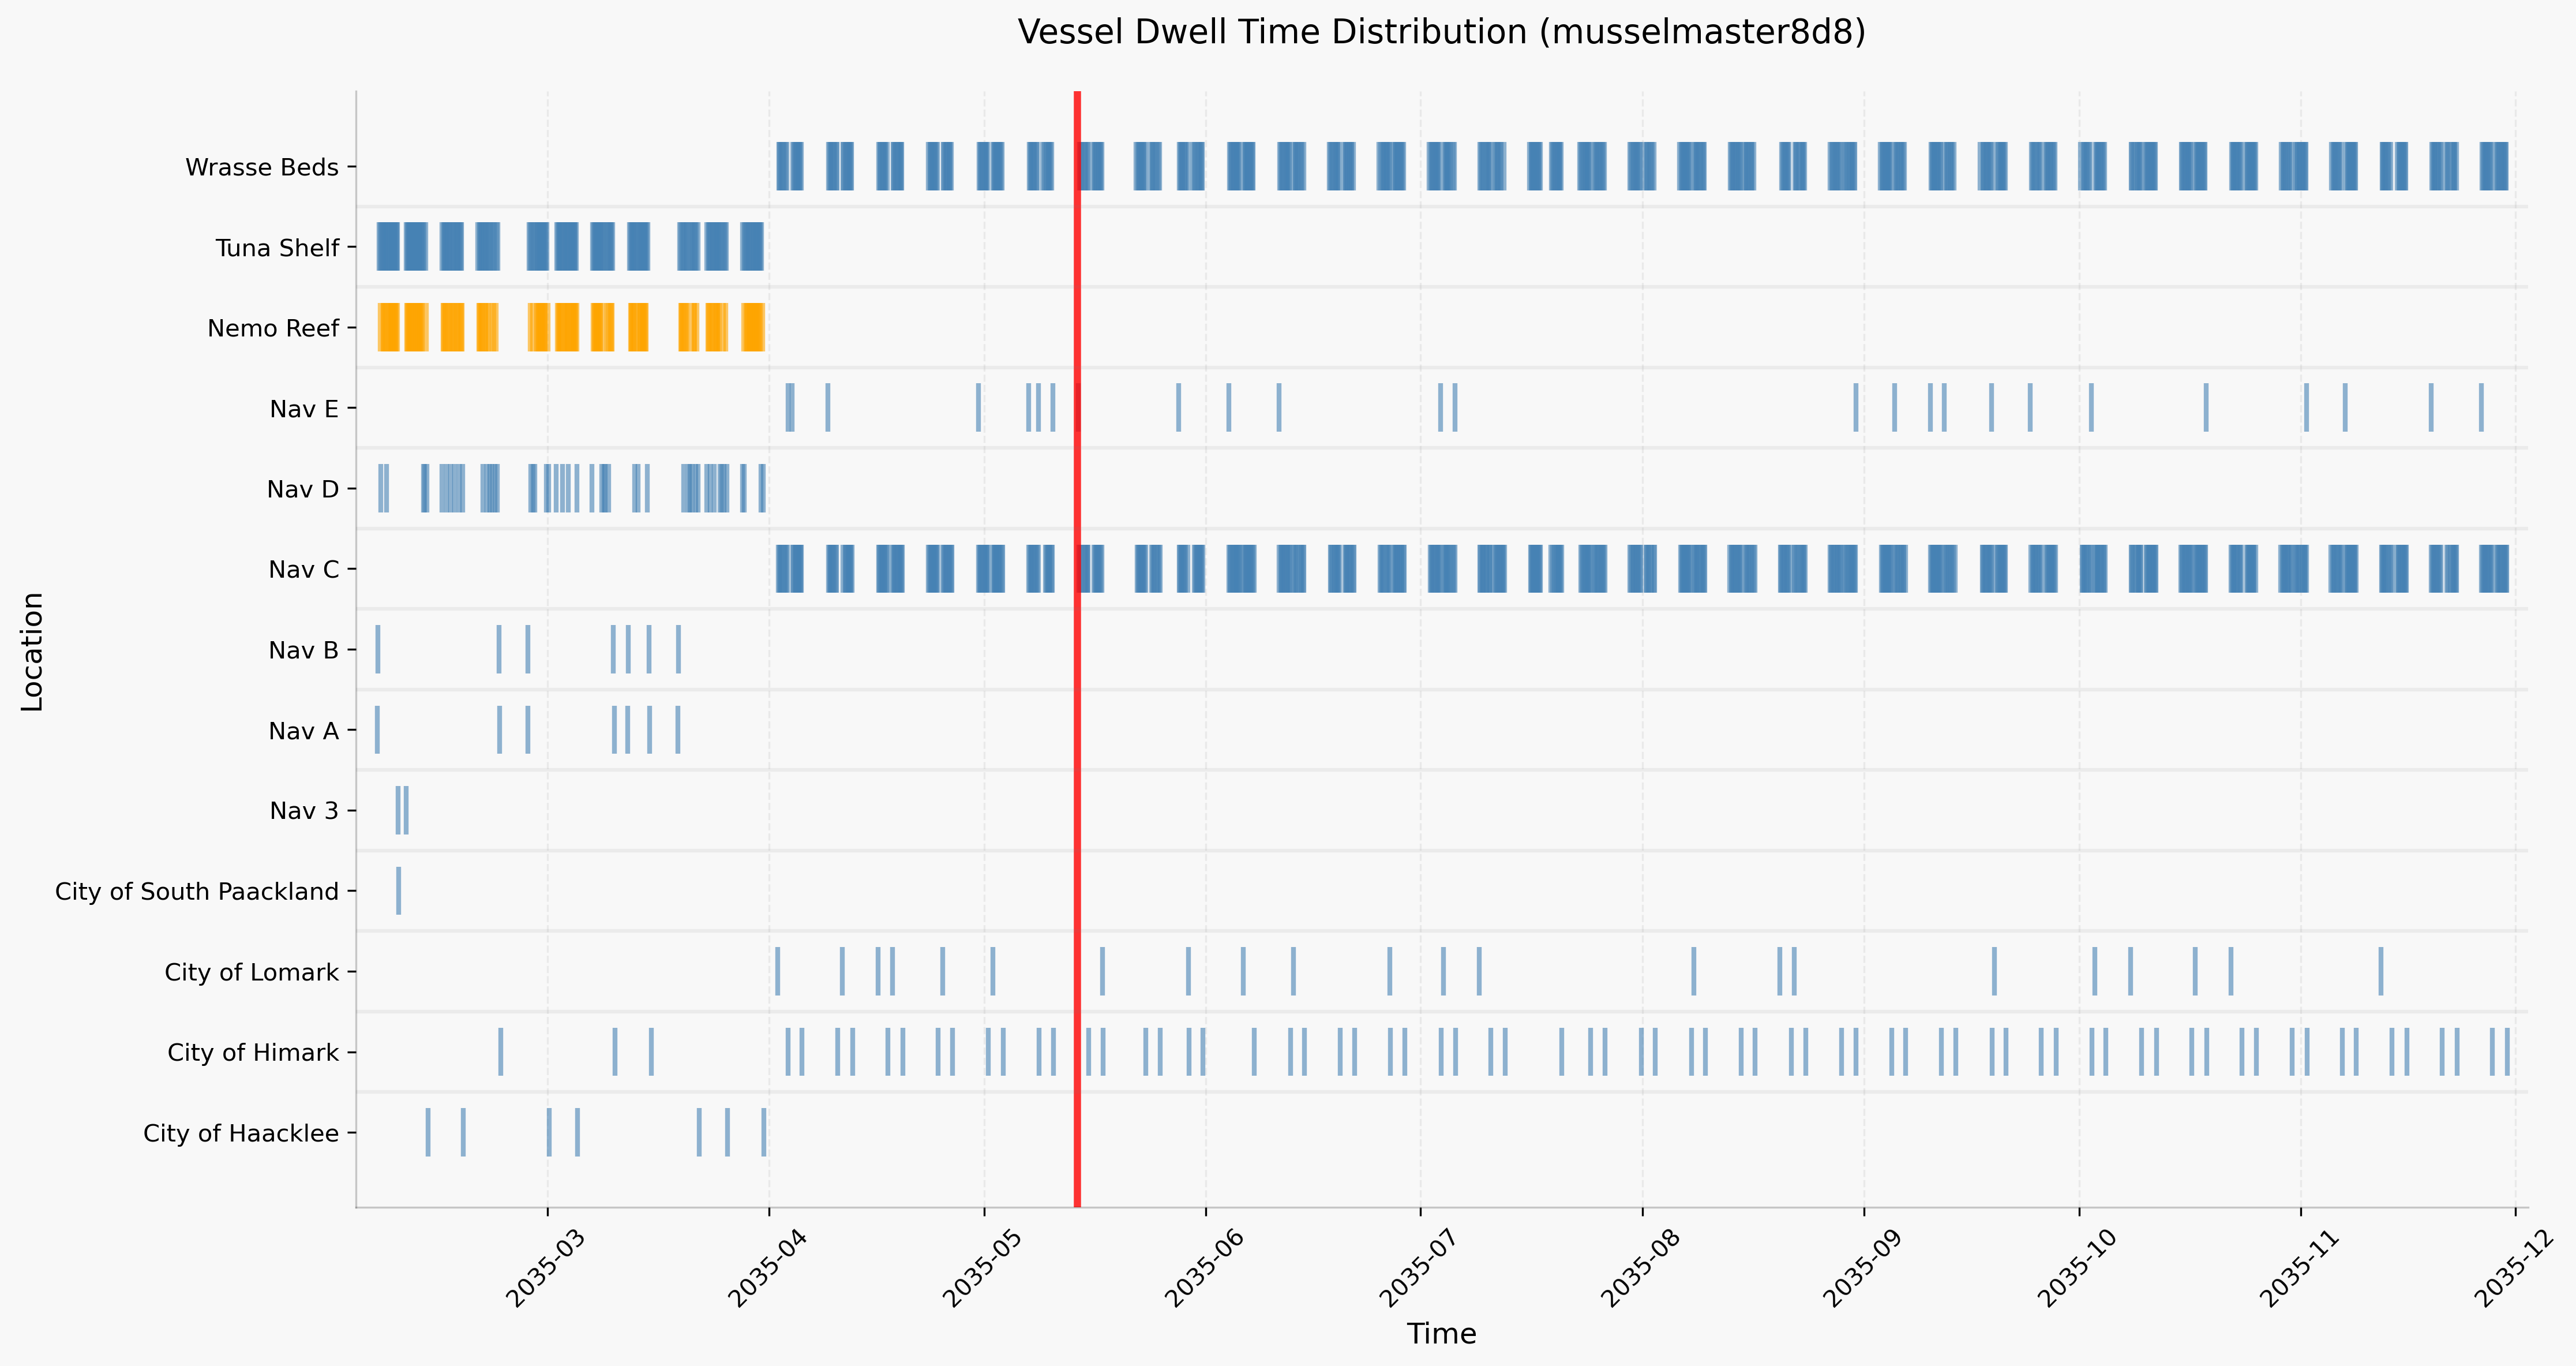 Vessel Dwell Time Distribution (musselmaster8d8)
Location
Wrasse Beds
Tuna Shelf
Nemo Reef
Nav E
Nav D
Nav C
Nav B
Nav A
Nav 3
City of South Paackland
City of Lomark
City of Himark
City of Haacklee
2035-03
2035-04
2035-05
2035-06
2035-07
2035-08
2035-09
2035-10
2035-11
2035-12
Time